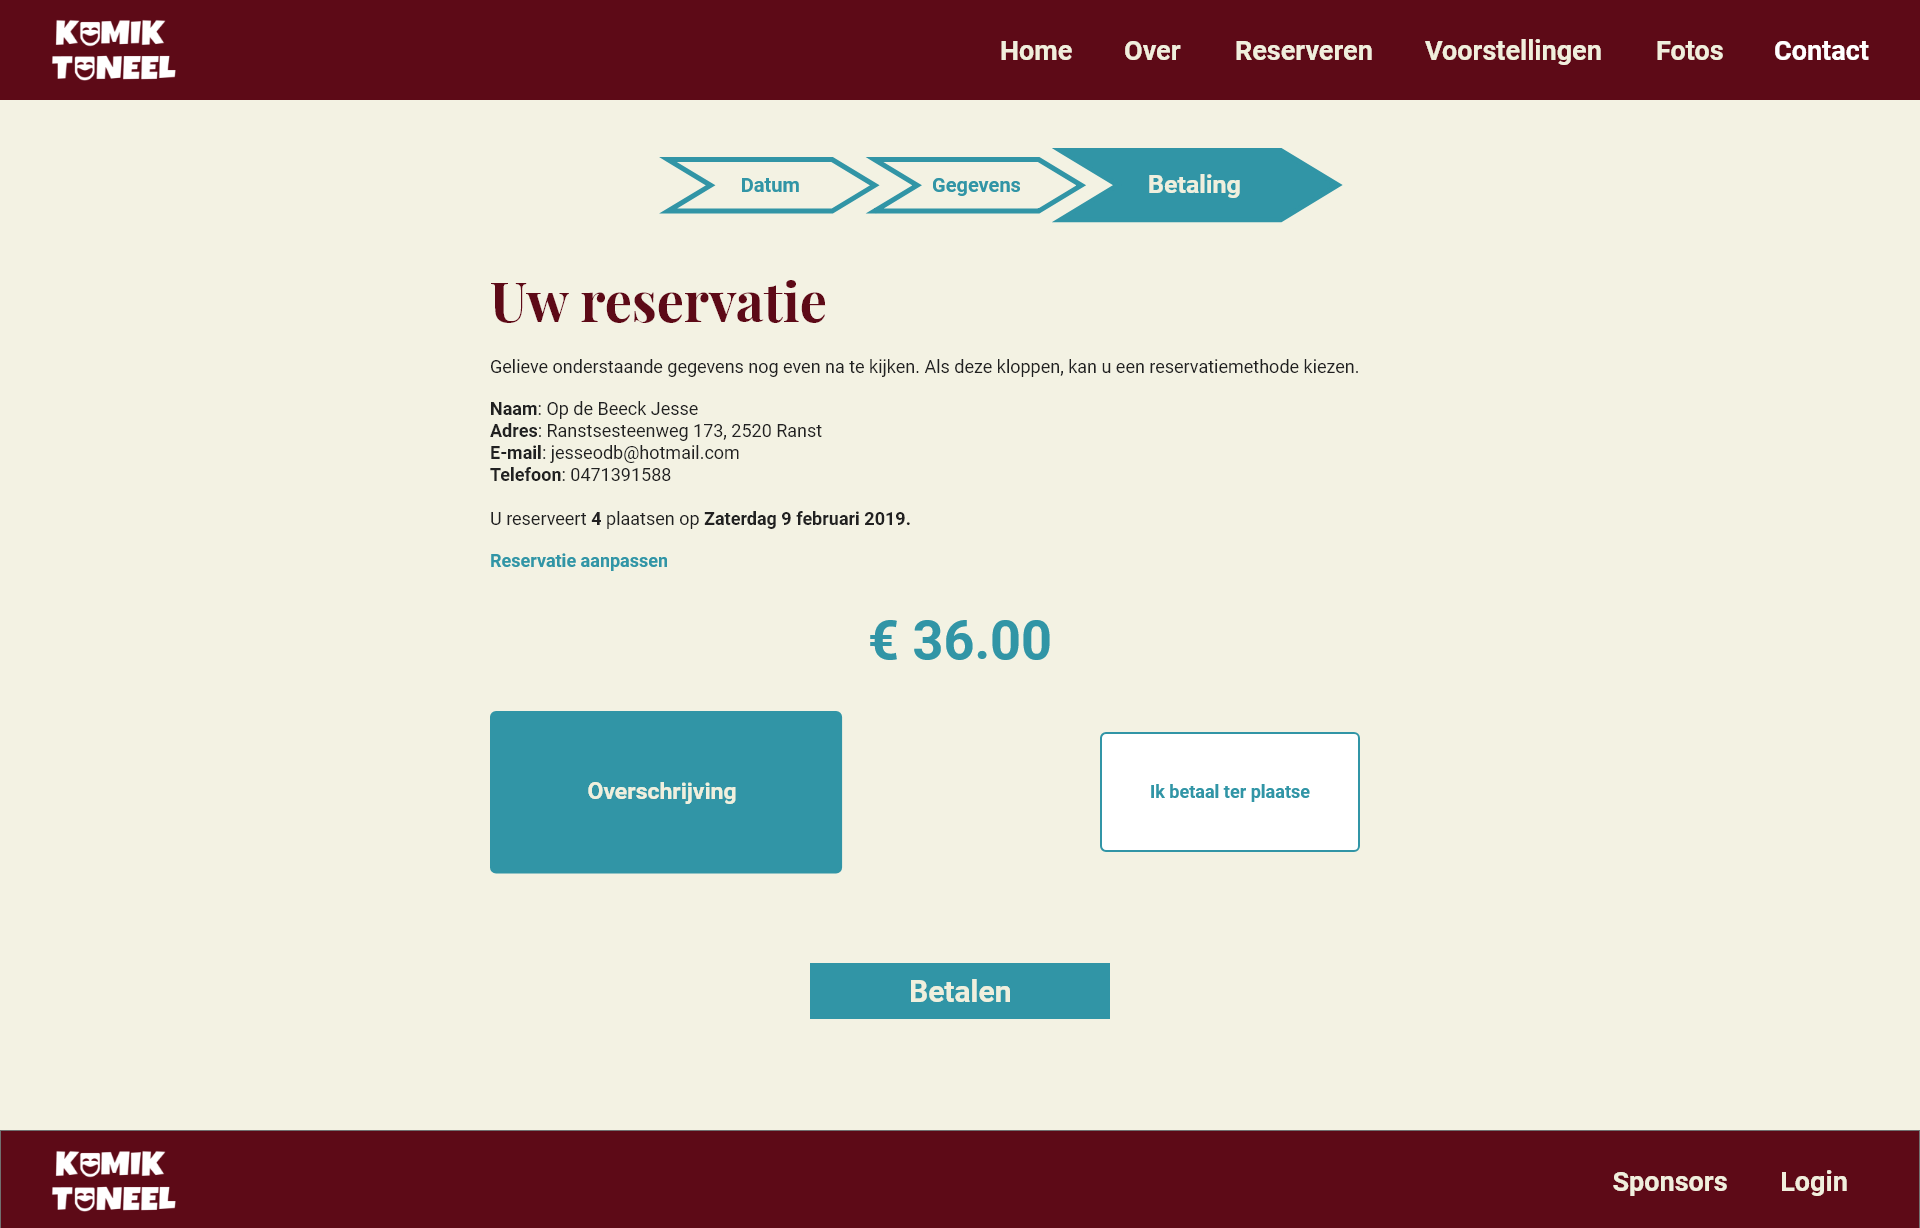 KOMIK
TONEEL
Home Over Reserveren Voorstellingen Fotos Contact
Datum Gegevens Betaling
Uw reservatie
Gelieve onderstaande gegevens nog even na te kijken. Als deze kloppen, kan u een reservatiemethode kiezen.
Naam: Op de Beeck Jesse
Adres: Ranstsesteenweg 173, 2520 Ranst
E-mail: jesseodb@hotmail.com
Telefoon: 0471391588
U reserveert 4 plaatsen op Zaterdag 9 februari 2019.
Reservatie aanpassen
€ 36.00
Overschrijving Ik betaal ter plaatse
Betalen
KOMIK
TONEEL
Sponsors Login